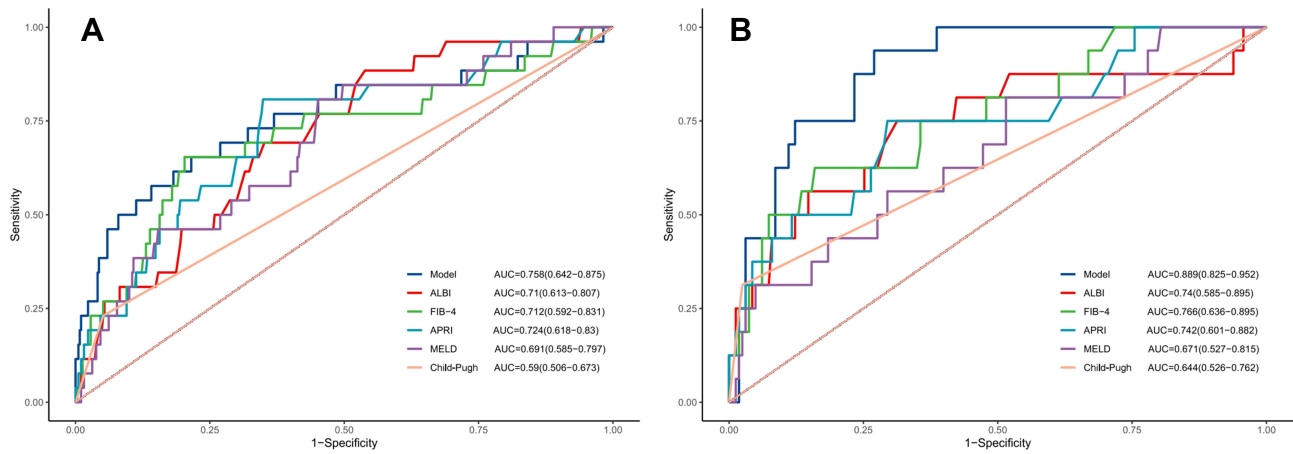 A
1.00
0.75
0.50
0.25
0.00
Sensitivity
Model AUC=0.758(0.642−0.875)
ALBI AUC=0.71(0.613−0.807)
FIB−4 AUC=0.712(0.592−0.831)
APRI AUC=0.724(0.618−0.83)
MELD AUC=0.691(0.585−0.797)
Child−Pugh AUC=0.59(0.506−0.673)
0.00 0.25 0.50 0.75 1.00
1−Specificity
B
1.00
0.75
0.50
0.25
0.00
Sensitivity
Model AUC=0.889(0.825−0.952)
ALBI AUC=0.74(0.585−0.895)
FIB−4 AUC=0.766(0.636−0.895)
APRI AUC=0.742(0.601−0.882)
MELD AUC=0.671(0.527−0.815)
Child−Pugh AUC=0.644(0.526−0.762)
0.00 0.25 0.50 0.75 1.00
1−Specificity